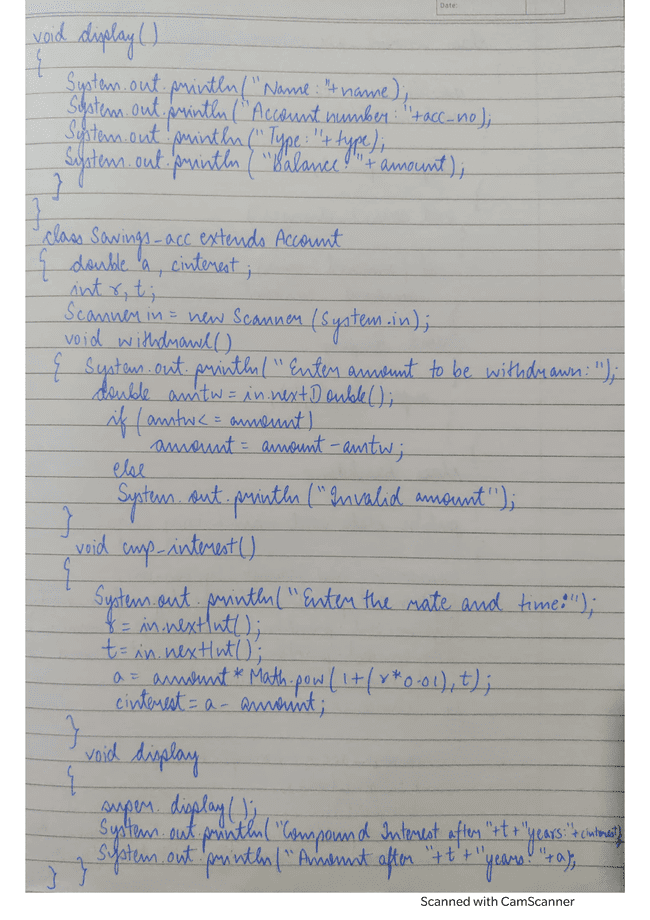 Date:
void display()
{
System.out.println("Name:"+name);
System.out.println("Account number:"+acc_no);
System.out.println("Type:"+type);
System.out.println("Balance:"+amount);
}
}
class Savings_acc extends Account
{ double a, cinterest;
int r, t;
Scanner in = new Scanner (System.in);
void withdrawl()
{ System.out.println("Enter amount to be withdrawn:");
double amtw = in.nextDouble();
if (amtw<=amount)
amount = amount - amtw;
else
System.out.println("Invalid amount");
}
void cmp_interest()
{
System.out.println("Enter the rate and time:");
r = in.nextInt();
t = in.nextInt();
a = amount * Math.pow(1+(r*0.01),t);
cinterest = a - amount;
}
void display
{
super.display();
System.out.println("Compound Interest after"+t+"years:"+cinterest)
System.out.println("Amount after "+t+"years:"+a);
} }
Scanned with CamScanner